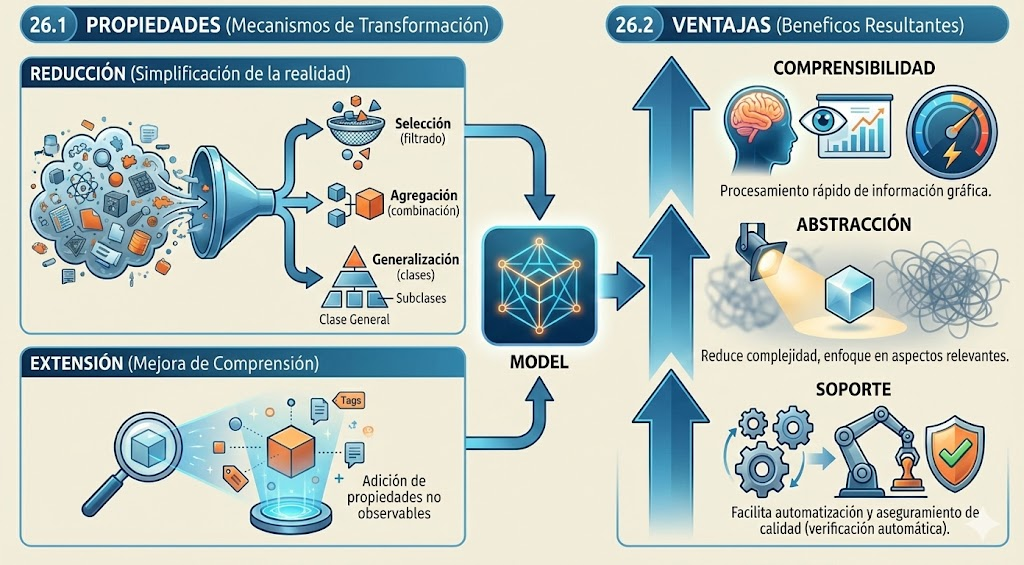 26.1 PROPIEDADES (Mecanismos de Transformación)
REDUCCIÓN (Simplificación de la realidad)
Selección
(filtrado)
Agregación
(combinación)
Generalización
(clases)
Subclases
Clase General
EXTENSIÓN (Mejora de Comprensión)
Tags
Adición de
propiedades no
observables
MODEL
26.2 VENTAJAS (Beneficos Resultantes)
COMPRENSIBILIDAD
Procesamiento rápido de información gráfica.
ABSTRACCIÓN
Reduce complejidad, enfoque en aspectos relevantes.
SOPORTE
Facilita automatización y aseguramiento de
calidad (verificación automática).